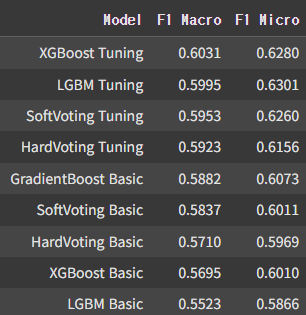 Model F1 Macro F1 Micro
XGBoost Tuning 0.6031 0.6280
LGBM Tuning 0.5995 0.6301
SoftVoting Tuning 0.5953 0.6260
HardVoting Tuning 0.5923 0.6156
GradientBoost Basic 0.5882 0.6073
SoftVoting Basic 0.5837 0.6011
HardVoting Basic 0.5710 0.5969
XGBoost Basic 0.5695 0.6010
LGBM Basic 0.5523 0.5866